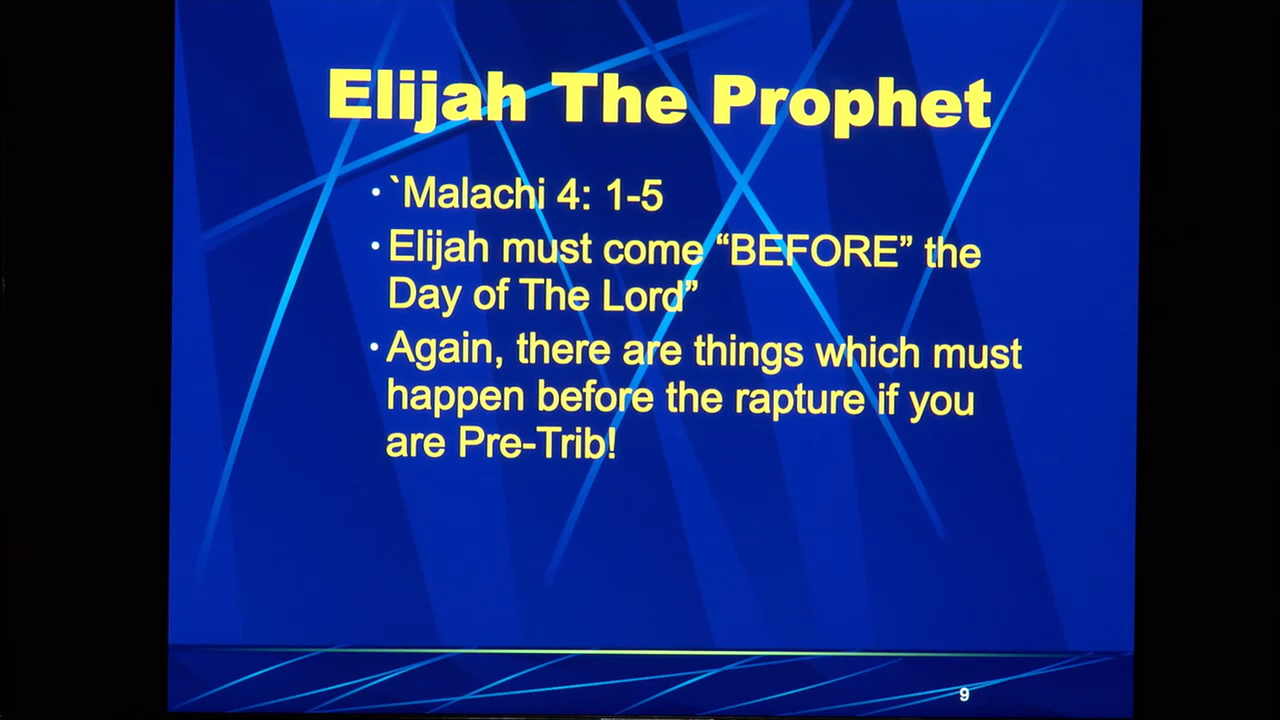 Elijah The Prophet
• `Malachi 4: 1-5
• Elijah must come “BEFORE” the
Day of The Lord”
• Again, there are things which must
happen before the rapture if you
are Pre-Trib!
9